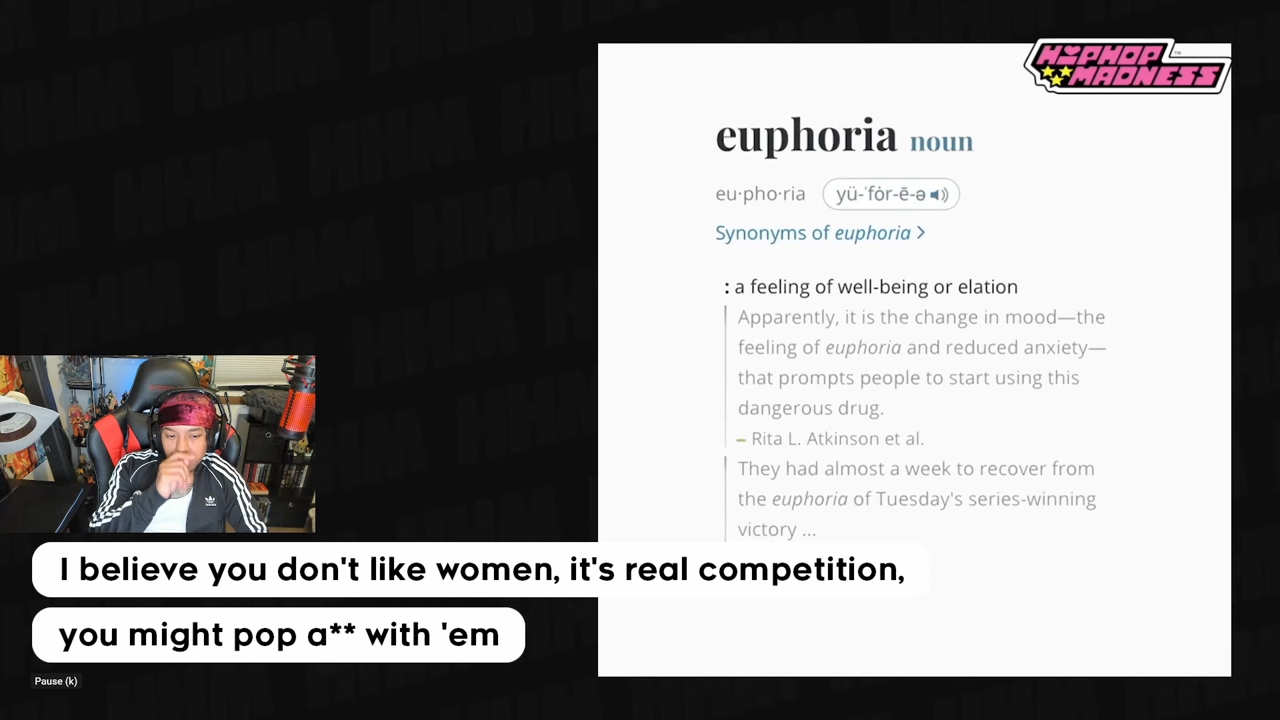 HIPHOP
MADNESS
™
euphoria noun
eu·pho·ria yü-ˈfȯr-ē-ə
Synonyms of euphoria >
: a feeling of well-being or elation
Apparently, it is the change in mood—the
feeling of euphoria and reduced anxiety—
that prompts people to start using this
dangerous drug.
– Rita L. Atkinson et al.
They had almost a week to recover from
the euphoria of Tuesday's series-winning
victory ...
I believe you don't like women, it's real competition,
you might pop a** with 'em
Pause (k)